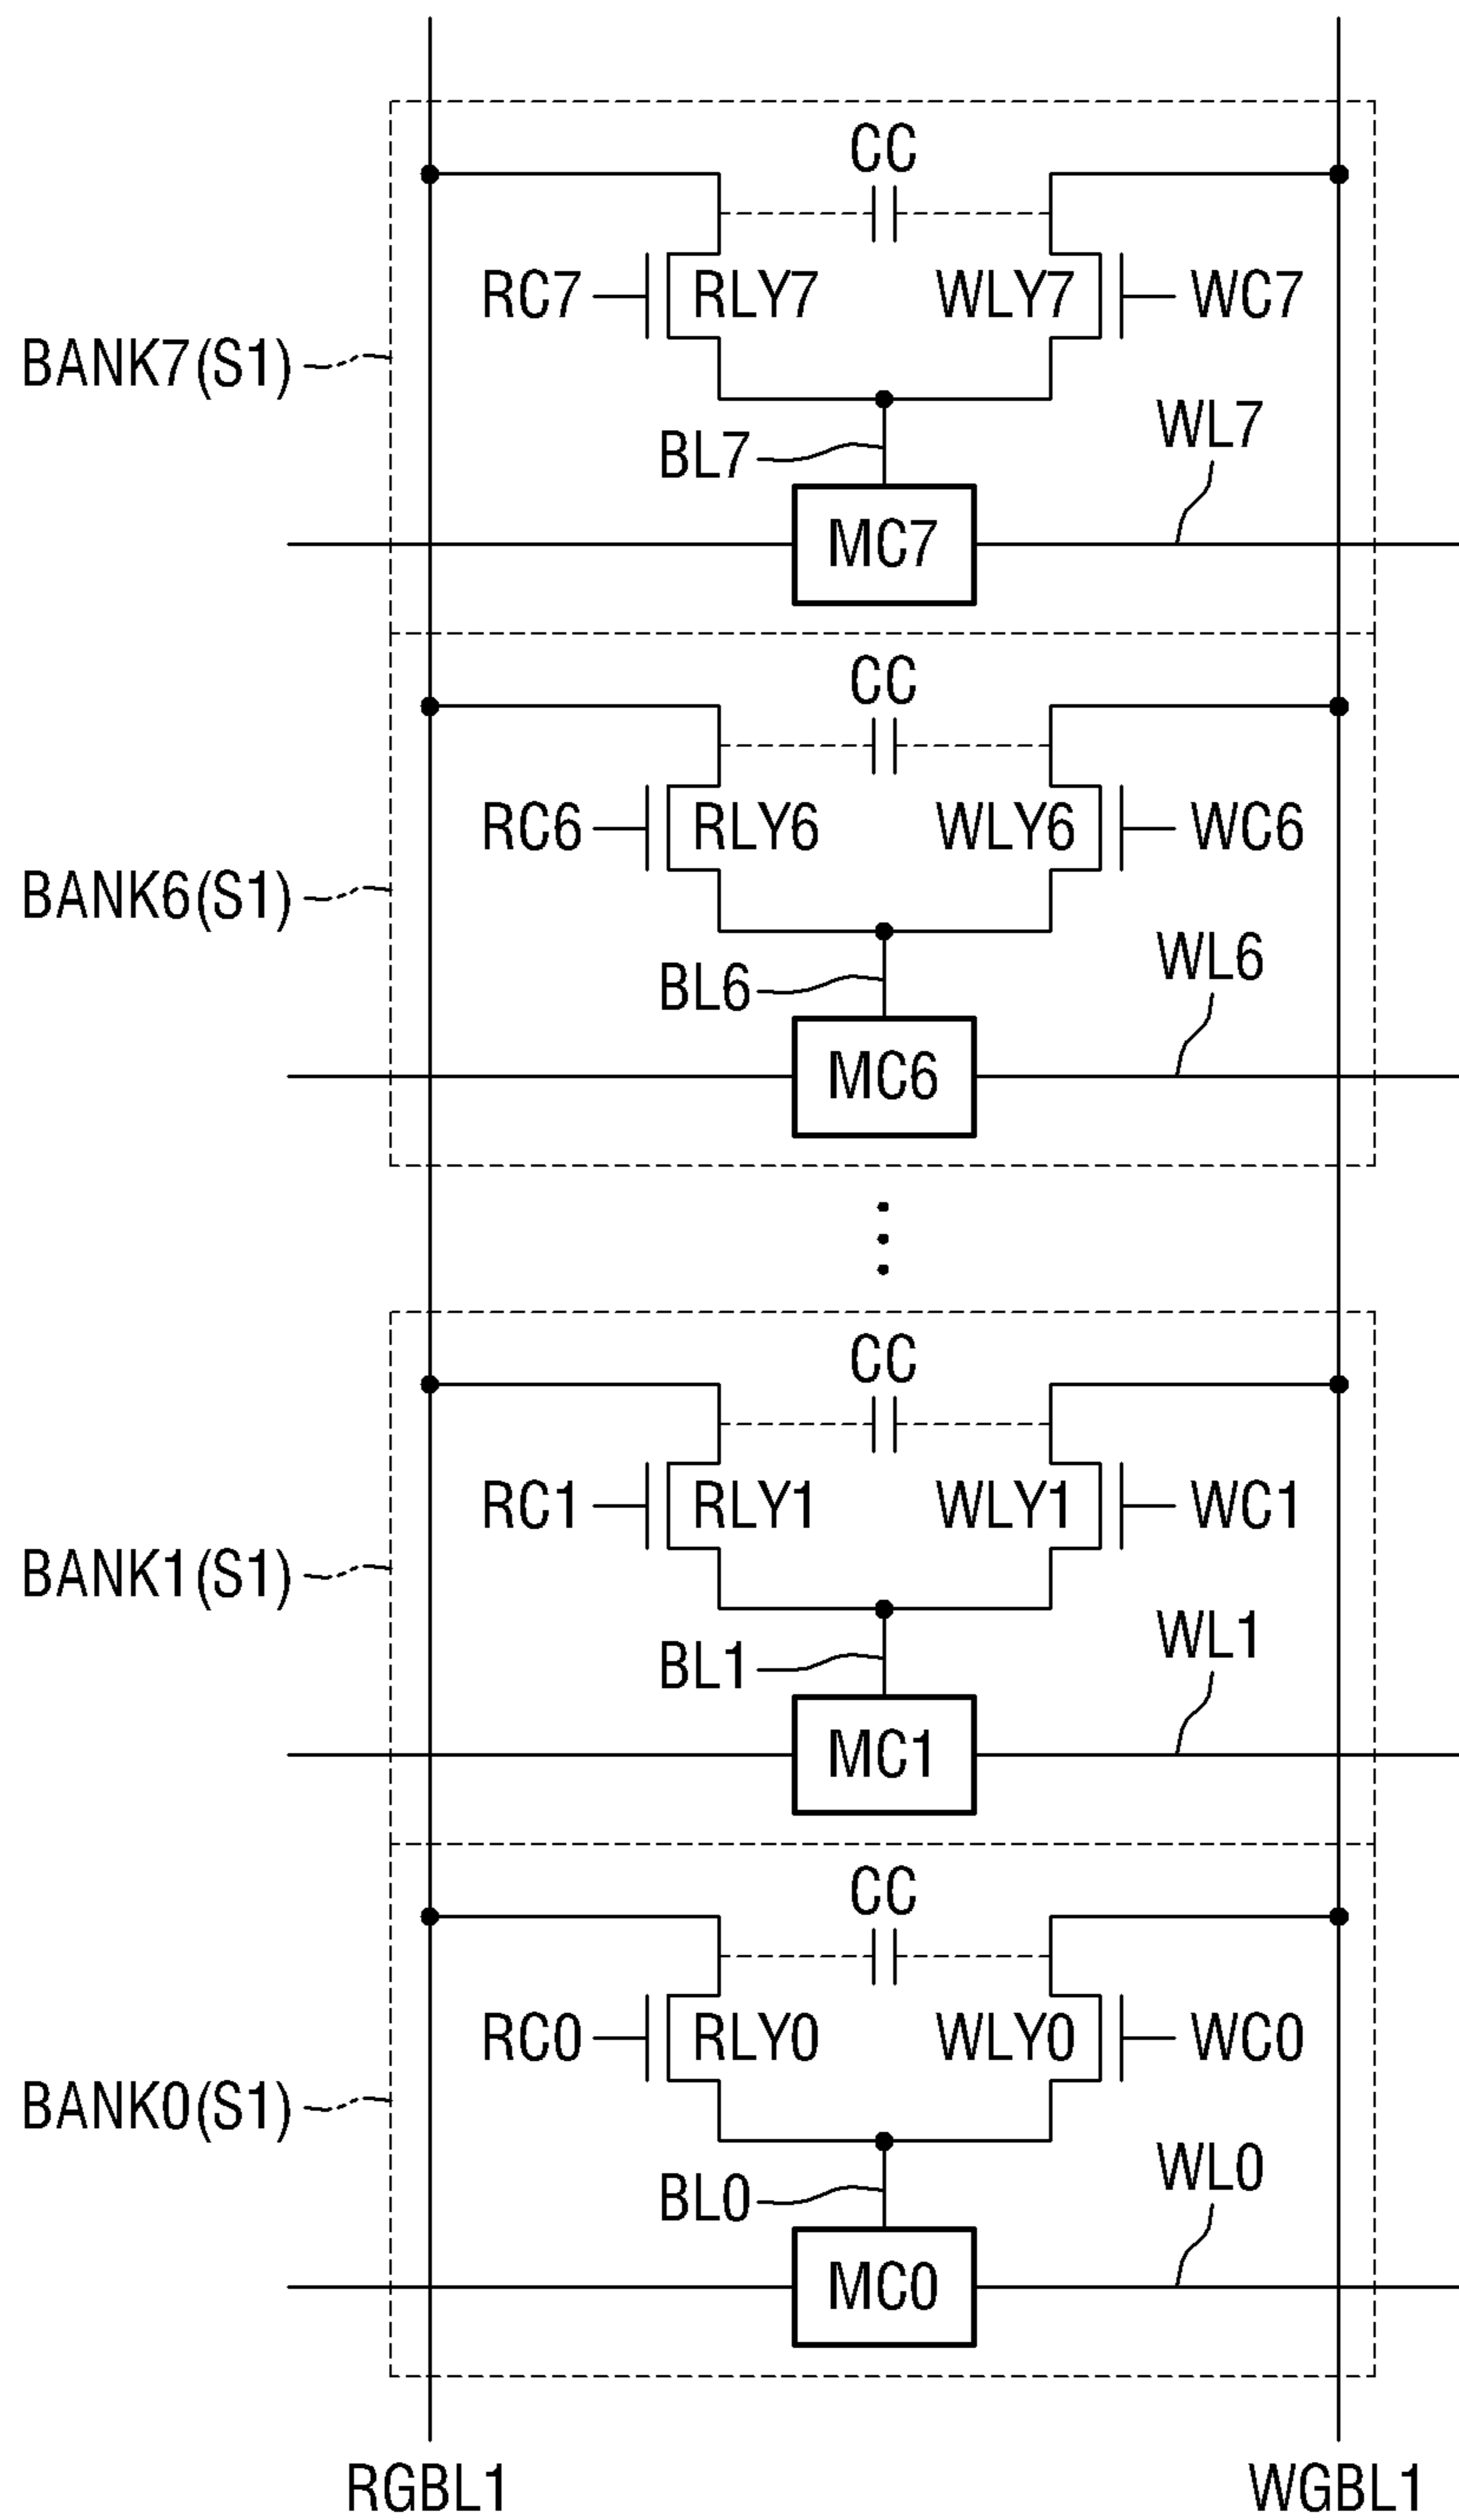 CC
RC7 RLY7 WLY7 WC7
BANK7(S1)
WL7
BL7
MC7
CC
RC6 RLY6 WLY6 WC6
BANK6(S1)
WL6
BL6
MC6
CC
RC1 RLY1 WLY1 WC1
BANK1(S1)
WL1
BL1
MC1
CC
RC0 RLY0 WLY0 WC0
BANK0(S1)
WL0
BL0
MC0
RGBL1 WGBL1